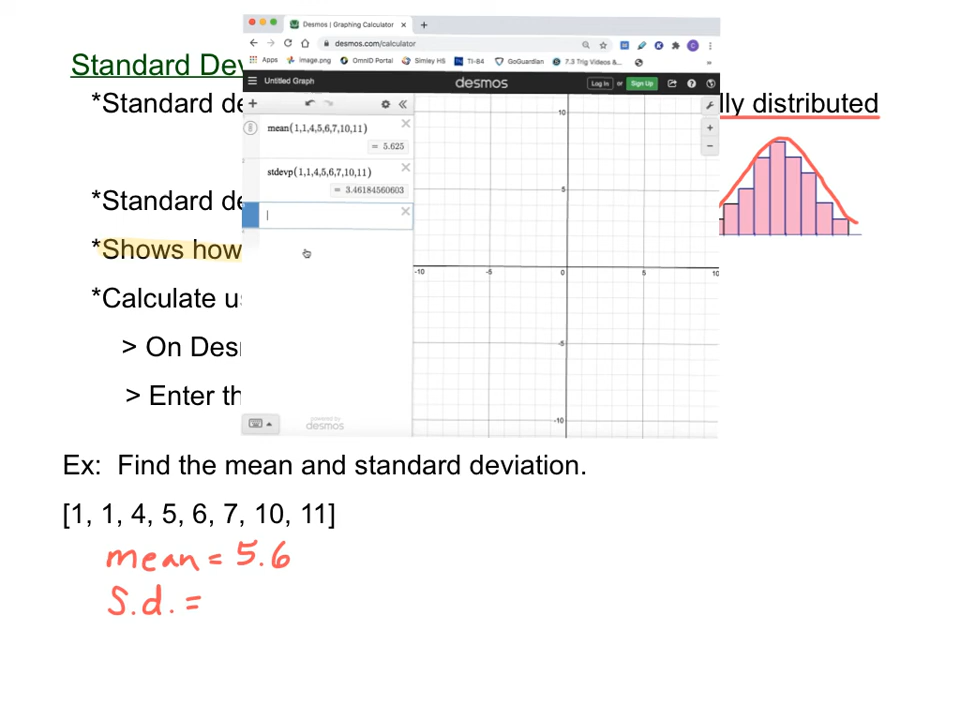 Desmos | Graphing Calculator
desmos.com/calculator
Apps image.png OmniID Portal Simley HS TI-84 GoGuardian 7.3 Trig Videos &... »
Untitled Graph desmos Log In or Sign Up
Standard Dev
*Standard de lly distributed
mean(1,1,4,5,6,7,10,11)
= 5.625
stdevp(1,1,4,5,6,7,10,11)
= 3.46184560603
*Standard de
*Shows how
*Calculate us
> On Desm
> Enter th
10
5
-10 -5 0 5 10
-5
-10
powered by
desmos
Ex: Find the mean and standard deviation.
[1, 1, 4, 5, 6, 7, 10, 11]
mean = 5.6
S.d. =